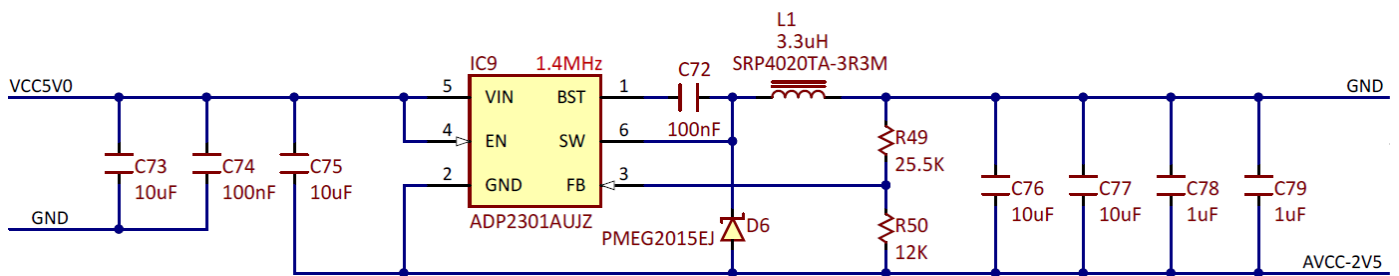 L1
3.3uH
SRP4020TA-3R3M
IC9 1.4MHz
C72
100nF
VCC5V0
GND
5 VIN BST 1
4 EN SW 6
2 GND FB 3
ADP2301AUJZ
C73
10uF
C74
100nF
C75
10uF
GND
R49
25.5K
R50
12K
PMEG2015EJ D6
C76
10uF
C77
10uF
C78
1uF
C79
1uF
AVCC-2V5